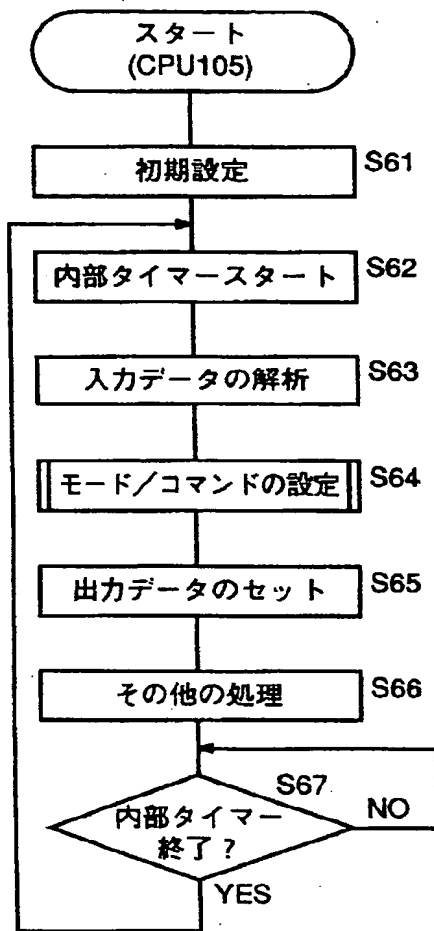 スタート
(CPU105)
初期設定 S61
内部タイマースタート S62
入力データの解析 S63
モード/コマンドの設定 S64
出力データのセット S65
その他の処理 S66
S67
内部タイマー
終了?
NO
YES